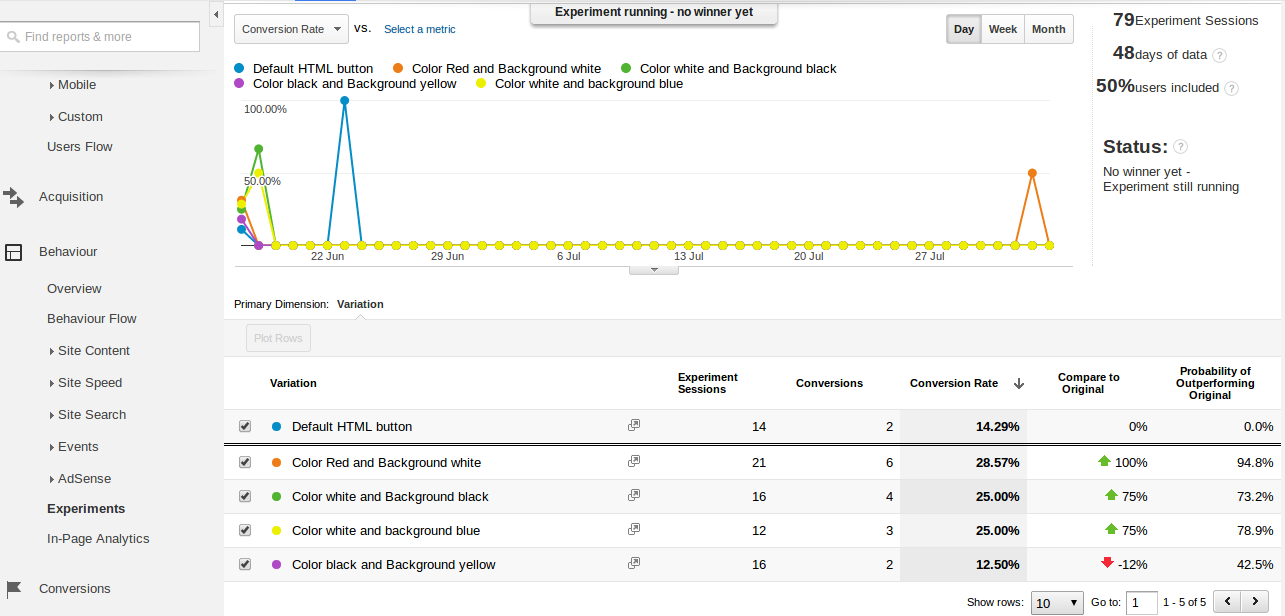 Experiment running - no winner yet
Find reports & more
Mobile
Custom
Users Flow
Acquisition
Behaviour
Overview
Behaviour Flow
Site Content
Site Speed
Site Search
Events
AdSense
Experiments
In-Page Analytics
Conversions
Conversion Rate vs. Select a metric
Day Week Month
Default HTML button Color Red and Background white Color white and Background black
Color black and Background yellow Color white and background blue
100.00%
50.00%
22 Jun 29 Jun 6 Jul 13 Jul 20 Jul 27 Jul
79 Experiment Sessions
48 days of data ?
50% users included ?
Status: ?
No winner yet -
Experiment still running
Primary Dimension: Variation
Plot Rows
Variation Experiment Sessions Conversions Conversion Rate Compare to Original Probability of Outperforming Original
Default HTML button 14 2 14.29% 0% 0.0%
Color Red and Background white 21 6 28.57% 100% 94.8%
Color white and Background black 16 4 25.00% 75% 73.2%
Color white and background blue 12 3 25.00% 75% 78.9%
Color black and Background yellow 16 2 12.50% -12% 42.5%
Show rows: 10 Go to: 1 1 - 5 of 5